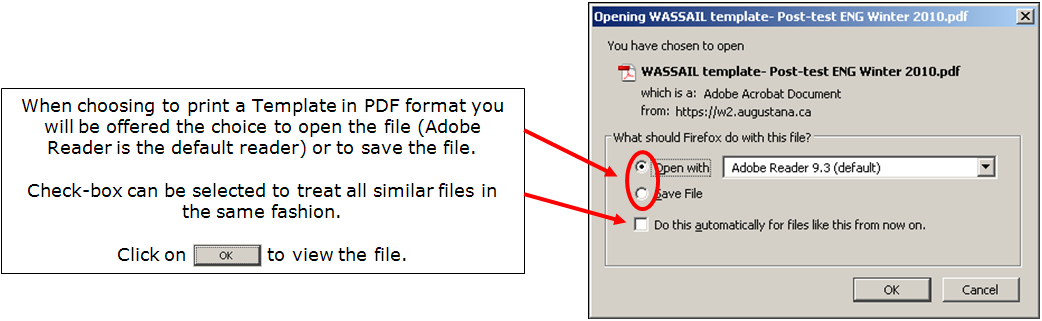 When choosing to print a Template in PDF format you
will be offered the choice to open the file (Adobe
Reader is the default reader) or to save the file.
Check-box can be selected to treat all similar files in
the same fashion.
Click on OK to view the file.
Opening WASSAIL template- Post-test ENG Winter 2010.pdf
You have chosen to open
WASSAIL template- Post-test ENG Winter 2010.pdf
which is a: Adobe Acrobat Document
from: https://w2.augustana.ca
What should Firefox do with this file?
Open with Adobe Reader 9.3 (default)
Save File
Do this automatically for files like this from now on.
OK Cancel